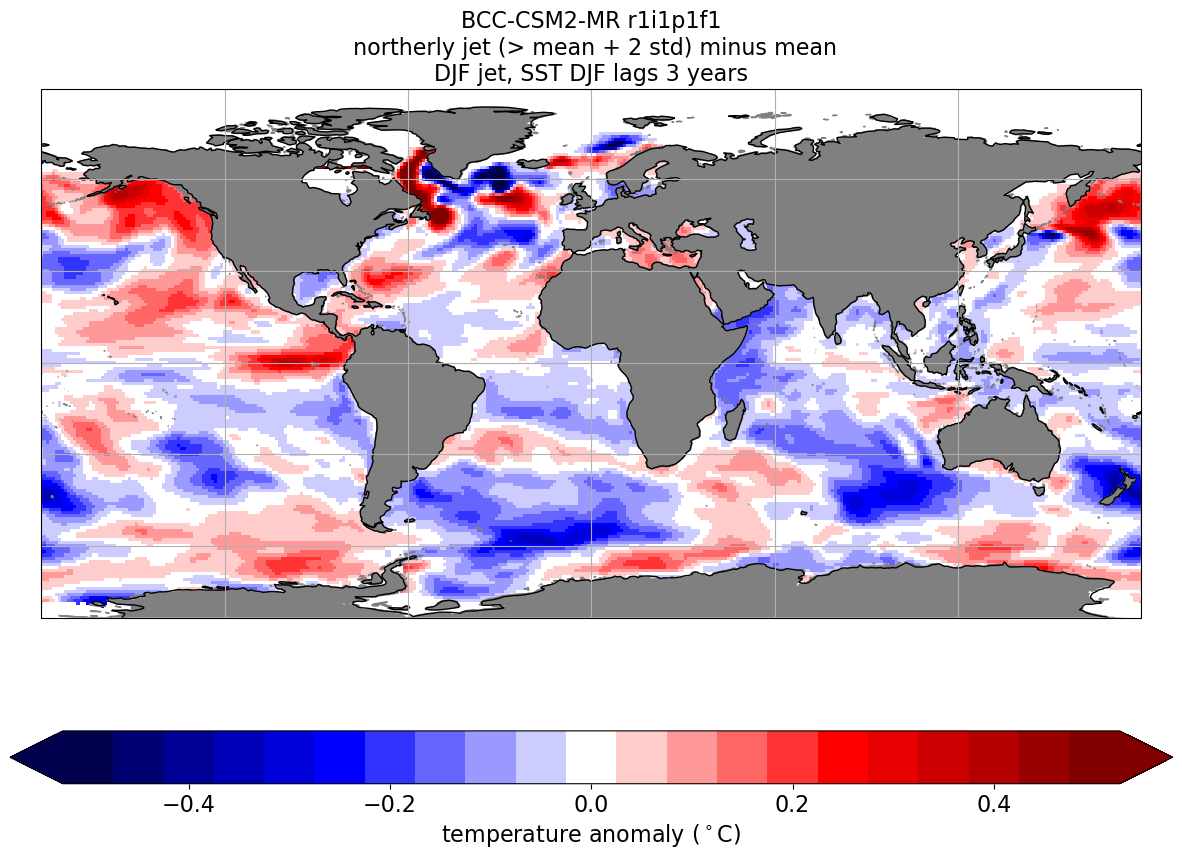 BCC-CSM2-MR r1i1p1f1
northerly jet (> mean + 2 std) minus mean
DJF jet, SST DJF lags 3 years
−0.4 −0.2 0.0 0.2 0.4
temperature anomaly (°C)